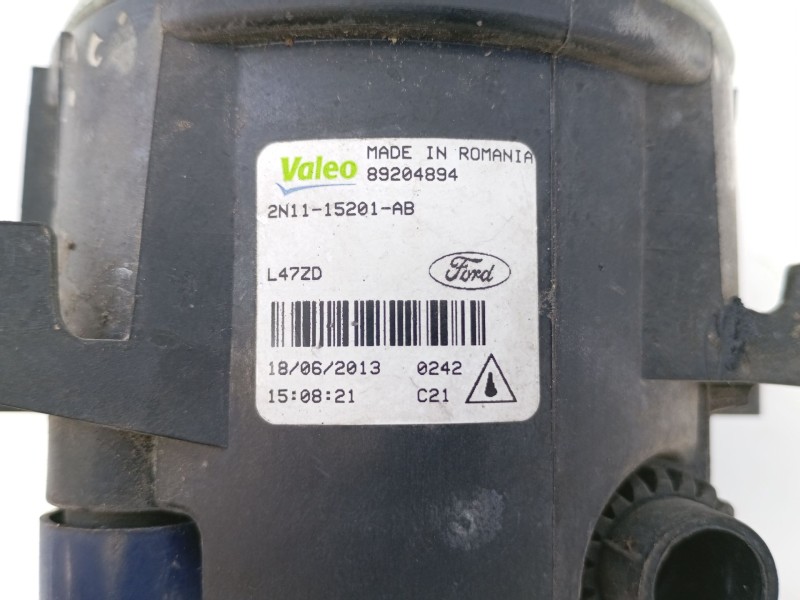 Valeo MADE IN ROMANIA
89204894
2N11-15201-AB
L47ZD Ford
18/06/2013 0242
15:08:21 C21